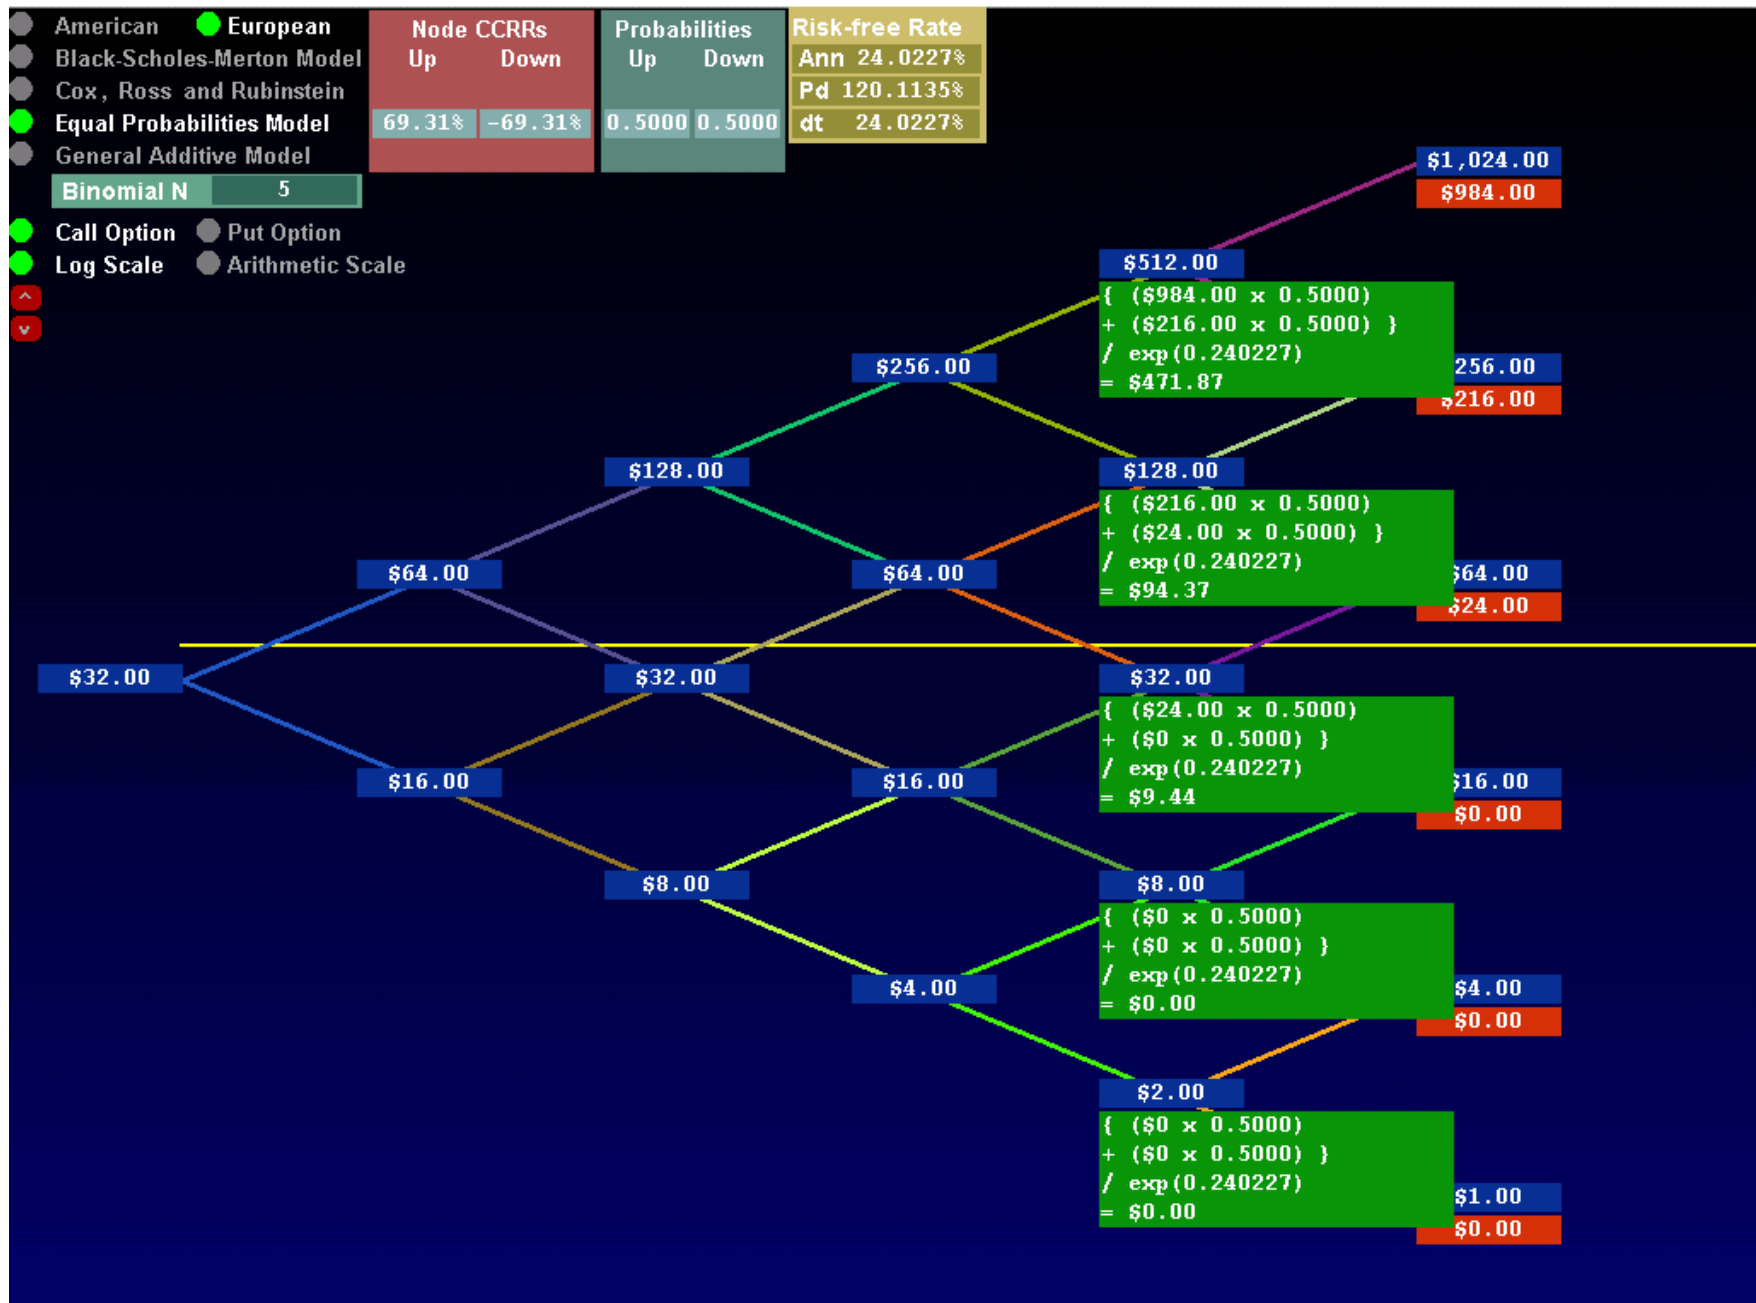 American European
Black-Scholes-Merton Model
Cox, Ross and Rubinstein
Equal Probabilities Model
General Additive Model
Binomial N 5
Call Option Put Option
Log Scale Arithmetic Scale
^
v
Node CCRRs
Up Down
69.31% -69.31%
Probabilities
Up Down
0.5000 0.5000
Risk-free Rate
Ann 24.0227%
Pd 120.1135%
dt 24.0227%
$32.00
$64.00
$16.00
$128.00
$32.00
$8.00
$256.00
$64.00
$16.00
$4.00
$512.00
{ ($984.00 x 0.5000)
+ ($216.00 x 0.5000) }
/ exp(0.240227)
= $471.87
$128.00
{ ($216.00 x 0.5000)
+ ($24.00 x 0.5000) }
/ exp(0.240227)
= $94.37
$32.00
{ ($24.00 x 0.5000)
+ ($0 x 0.5000) }
/ exp(0.240227)
= $9.44
$8.00
{ ($0 x 0.5000)
+ ($0 x 0.5000) }
/ exp(0.240227)
= $0.00
$2.00
{ ($0 x 0.5000)
+ ($0 x 0.5000) }
/ exp(0.240227)
= $0.00
$1,024.00
$984.00
256.00
$216.00
$64.00
$24.00
$16.00
$0.00
$4.00
$0.00
$1.00
$0.00